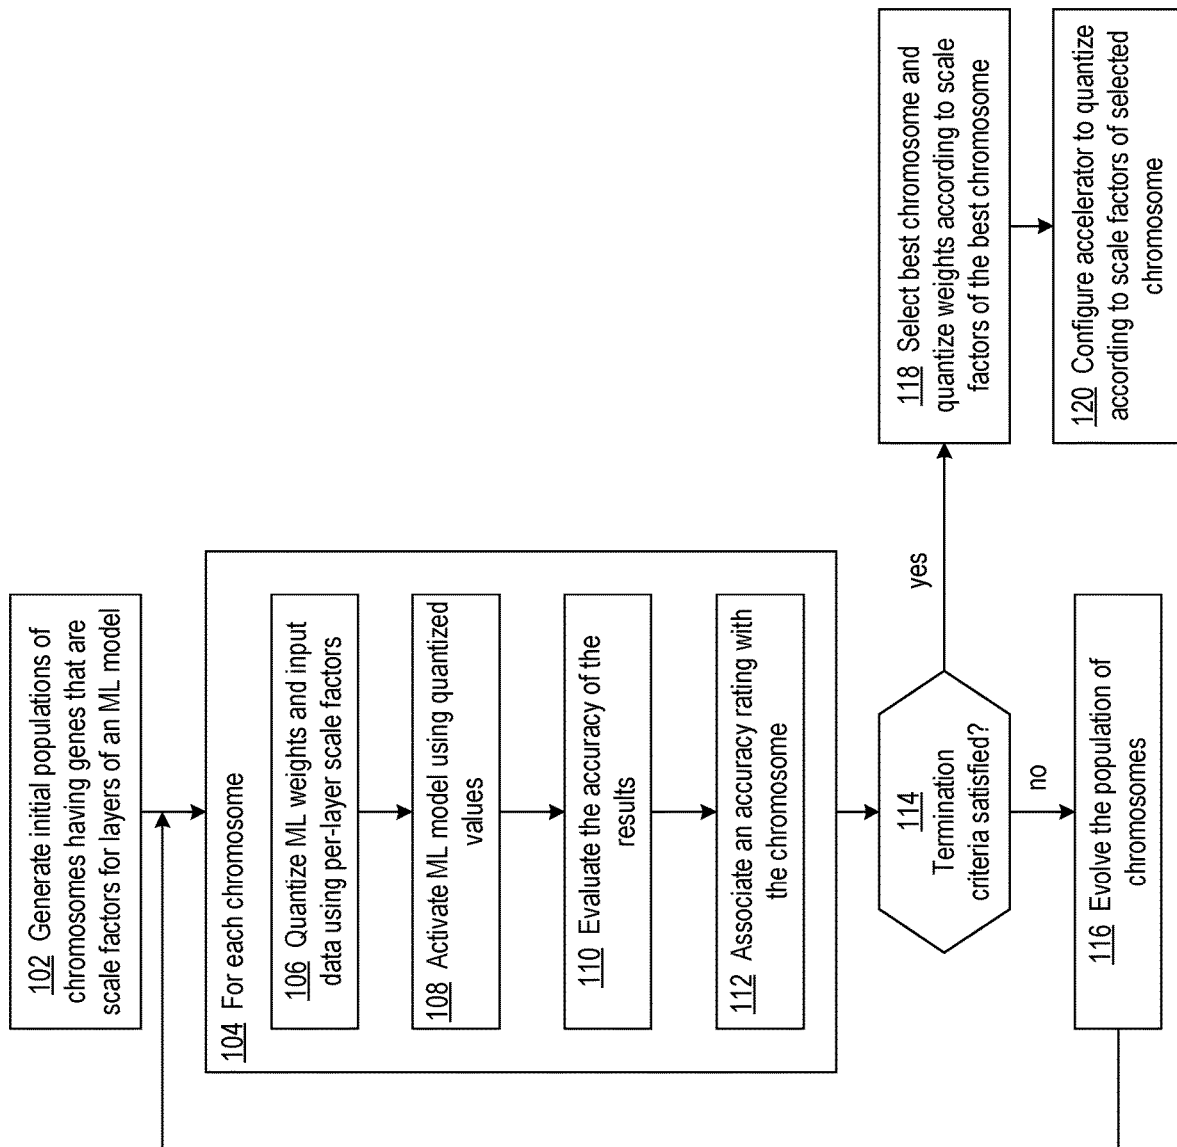 102 Generate initial populations of
chromosomes having genes that are
scale factors for layers of an ML model
104 For each chromosome
106 Quantize ML weights and input
data using per-layer scale factors
108 Activate ML model using quantized
values
110 Evaluate the accuracy of the
results
112 Associate an accuracy rating with
the chromosome
114
Termination
criteria satisfied?
yes
no
116 Evolve the population of
chromosomes
118 Select best chromosome and
quantize weights according to scale
factors of the best chromosome
120 Configure accelerator to quantize
according to scale factors of selected
chromosome